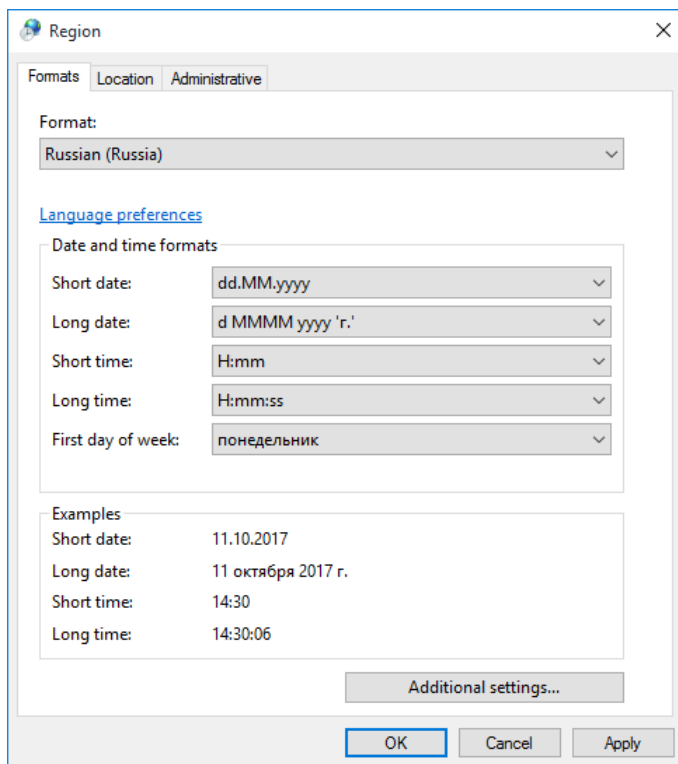 Region
Formats Location Administrative
Format:
Russian (Russia)
Language preferences
Date and time formats
Short date: dd.MM.yyyy
Long date: d MMMM yyyy 'г.'
Short time: H:mm
Long time: H:mm:ss
First day of week: понедельник
Examples
Short date: 11.10.2017
Long date: 11 октября 2017 г.
Short time: 14:30
Long time: 14:30:06
Additional settings...
OK Cancel Apply